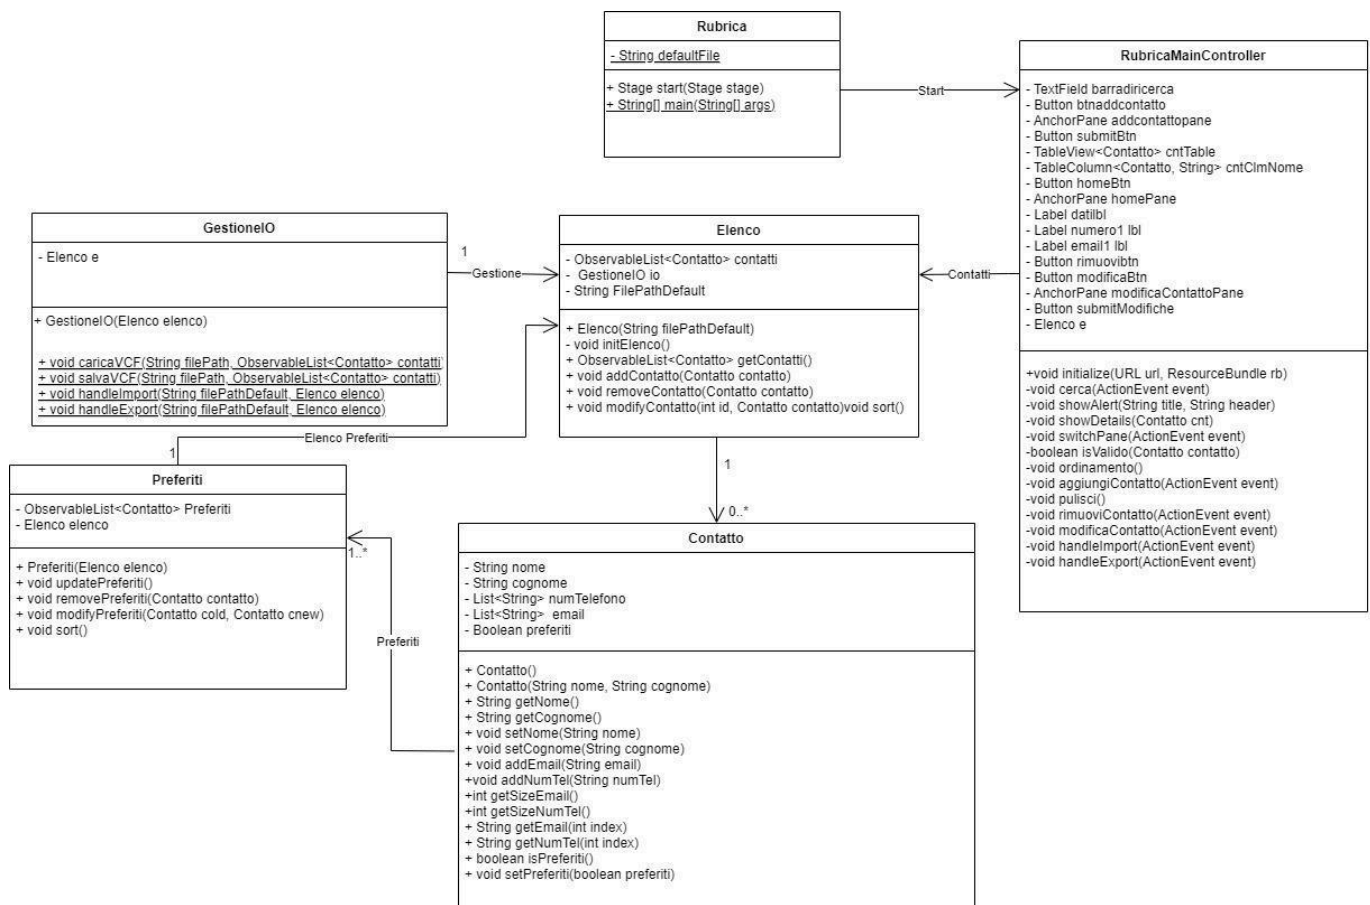 Rubrica
- String defaultFile
+ Stage start(Stage stage)
+ String[] main(String[] args)
Start
RubricaMainController
- TextField barradiricerca
- Button btnaddcontatto
- AnchorPane addcontattopane
- Button submitBtn
- TableView<Contatto> cntTable
- TableColumn<Contatto, String> cntClmNome
- Button homeBtn
- AnchorPane homePane
- Label datilbl
- Label numero1 lbl
- Label email1 lbl
- Button rimuovibtn
- Button modificaBtn
- AnchorPane modificaContattoPane
- Button submitModifiche
- Elenco e
+void initialize(URL url, ResourceBundle rb)
-void cerca(ActionEvent event)
-void showAlert(String title, String header)
-void showDetails(Contatto cnt)
-void switchPane(ActionEvent event)
-boolean isValido(Contatto contatto)
-void ordinamento()
-void aggiungiContatto(ActionEvent event)
-void pulisci()
-void rimuoviContatto(ActionEvent event)
-void modificaContatto(ActionEvent event)
-void handleImport(ActionEvent event)
-void handleExport(ActionEvent event)
GestioneIO
- Elenco e
+ GestioneIO(Elenco elenco)
+ void caricaVCF(String filePath, ObservableList<Contatto> contatti)
+ void salvaVCF(String filePath, ObservableList<Contatto> contatti)
+ void handleImport(String filePathDefault, Elenco elenco)
+ void handleExport(String filePathDefault, Elenco elenco)
1
Gestione
Elenco
- ObservableList<Contatto> contatti
- GestioneIO io
- String FilePathDefault
+ Elenco(String filePathDefault)
- void initElenco()
+ ObservableList<Contatto> getContatti()
+ void addContatto(Contatto contatto)
+ void removeContatto(Contatto contatto)
+ void modifyContatto(int id, Contatto contatto)void sort()
Contatti
Elenco Preferiti
1
Preferiti
- ObservableList<Contatto> Preferiti
- Elenco elenco
+ Preferiti(Elenco elenco)
+ void updatePreferiti()
+ void removePreferiti(Contatto contatto)
+ void modifyPreferiti(Contatto cold, Contatto cnew)
+ void sort()
1..*
Preferiti
1
0..*
Contatto
- String nome
- String cognome
- List<String> numTelefono
- List<String> email
- Boolean preferiti
+ Contatto()
+ Contatto(String nome, String cognome)
+ String getNome()
+ String getCognome()
+ void setNome(String nome)
+ void setCognome(String cognome)
+ void addEmail(String email)
+void addNumTel(String numTel)
+int getSizeEmail()
+int getSizeNumTel()
+ String getEmail(int index)
+ String getNumTel(int index)
+ boolean isPreferiti()
+ void setPreferiti(boolean preferiti)